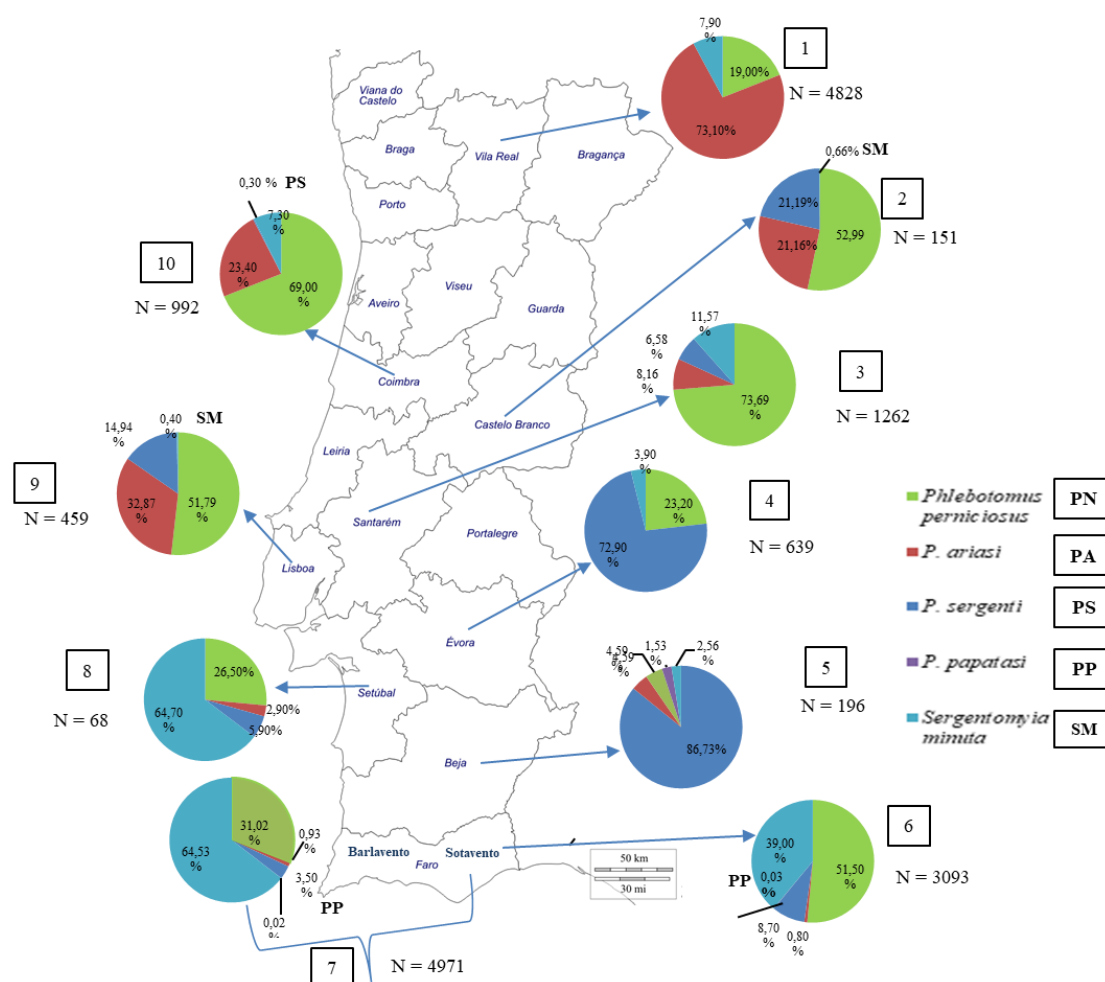 7,90
%
1
19,00%
N = 4828
73,10%
Viana do
Castelo
Braga
Vila Real
Bragança
Porto
0,66% SM
2
21,19%
52,99
21,16%
N = 151
0,30 % PS
7,30
%
10
23,40
%
69,00
%
N = 992
Aveiro
Viseu
Guarda
Coimbra
11,57
%
6,58
%
8,16
%
73,69
%
3
N = 1262
Castelo Branco
Leiria
14,94
%
0,40
%
SM
9
32,87
%
51,79
%
N = 459
Santarém
Portalegre
Lisboa
3,90
%
23,20
%
72,90
%
4
N = 639
Phlebotomus
perniciosus
PN
P. ariasi
PA
P. sergenti
PS
P. papatasi
PP
Sergentomyia
minuta
SM
Évora
8
26,50%
2,90%
5,90%
64,70
%
N = 68
Setúbal
4,59
%
4,59
%
1,53
%
2,56
%
86,73%
5
N = 196
Beja
31,02
%
0,93
%
64,53
%
3,50
%
0,02
%
PP
Barlavento
Sotavento
Faro
50 km
30 mi
39,00
%
51,50
%
0,03
%
PP
8,70
%
0,80
%
6
N = 3093
7
N = 4971